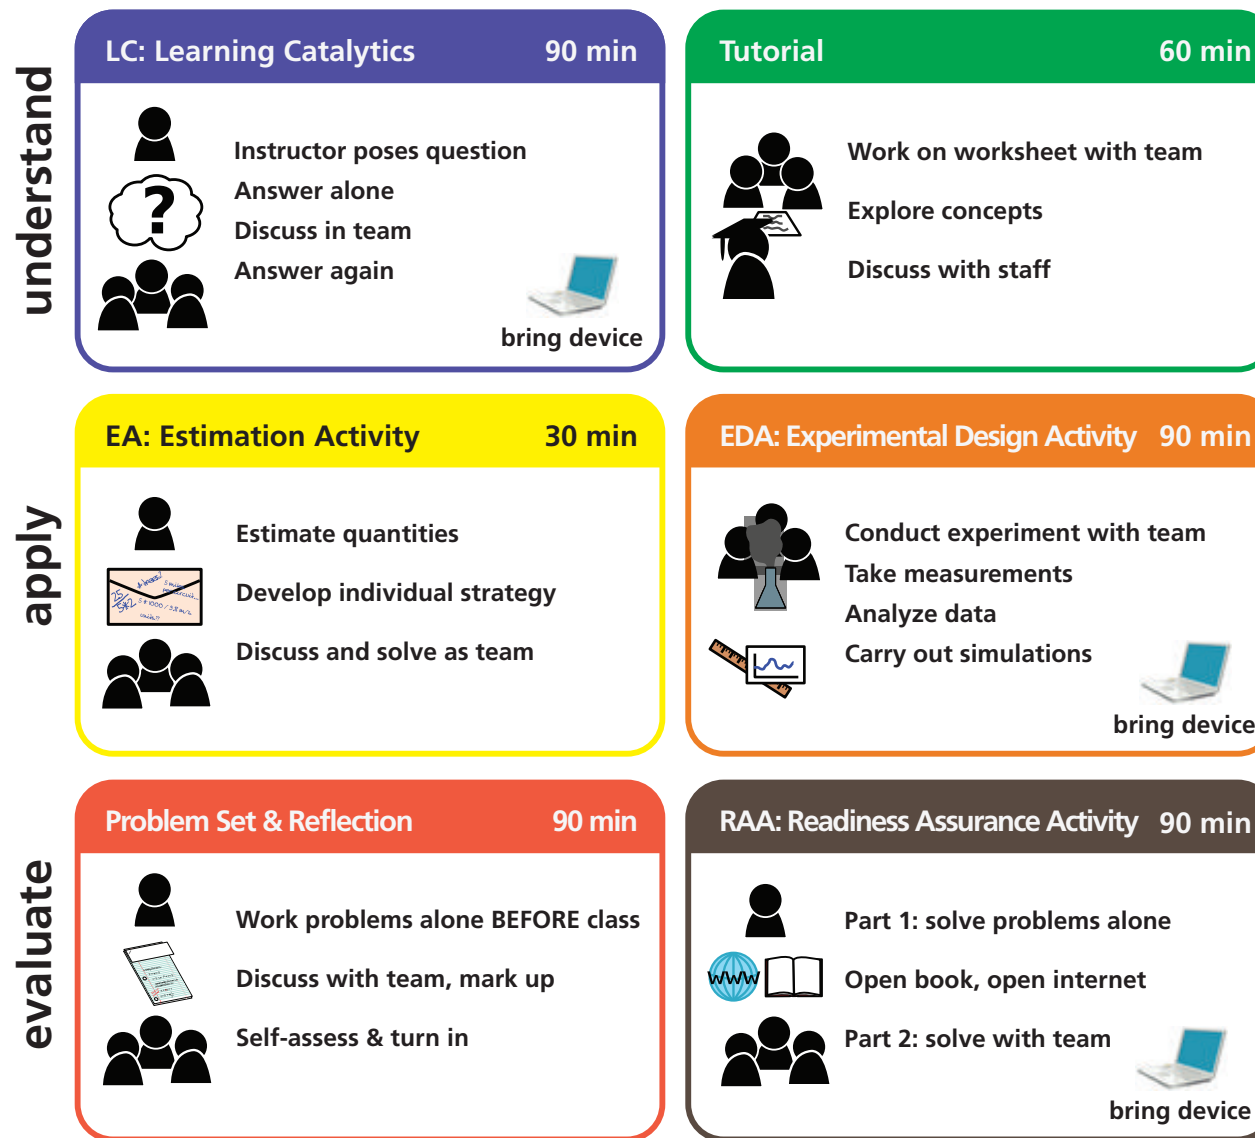 understand
LC: Learning Catalytics 90 min
Instructor poses question
?
Answer alone
Discuss in team
Answer again
bring device
Tutorial 60 min
Work on worksheet with team
Explore concepts
Discuss with staff
apply
EA: Estimation Activity 30 min
Estimate quantities
Develop individual strategy
Discuss and solve as team
EDA: Experimental Design Activity 90 min
Conduct experiment with team
Take measurements
Analyze data
Carry out simulations
bring device
evaluate
Problem Set & Reflection 90 min
Work problems alone BEFORE class
Discuss with team, mark up
Self-assess & turn in
RAA: Readiness Assurance Activity 90 min
Part 1: solve problems alone
www
Open book, open internet
Part 2: solve with team
bring device